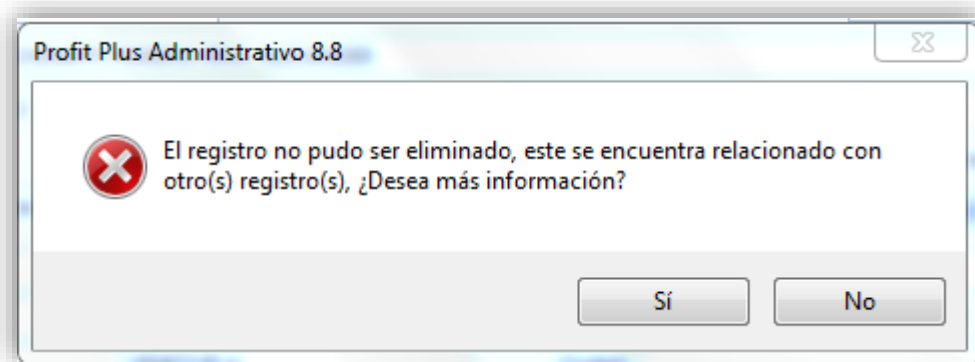 Profit Plus Administrativo 8.8
El registro no pudo ser eliminado, este se encuentra relacionado con
otro(s) registro(s), ¿Desea más información?
Sí
No